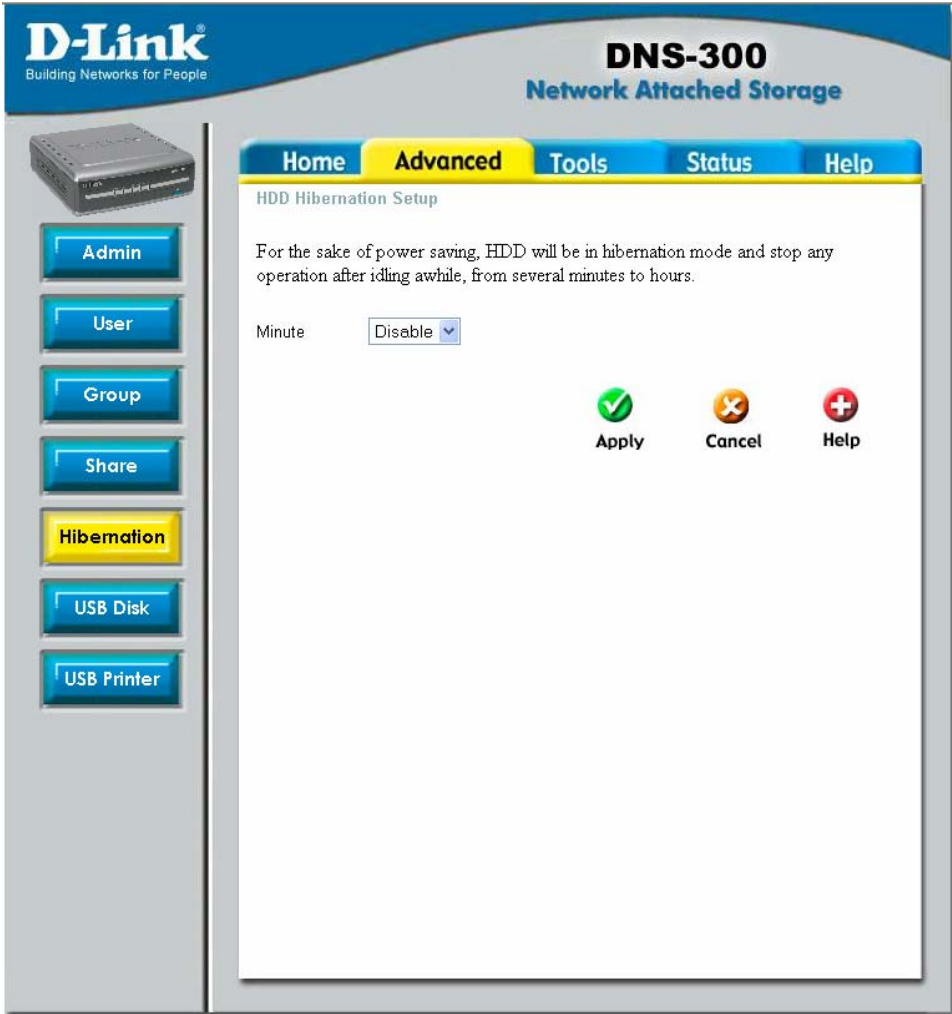 D-Link®
Building Networks for People
DNS-300
Network Attached Storage
Home Advanced Tools Status Help
HDD Hibernation Setup
For the sake of power saving, HDD will be in hibernation mode and stop any
operation after idling awhile, from several minutes to hours.
Minute Disable
Apply Cancel Help
Admin
User
Group
Share
Hibernation
USB Disk
USB Printer